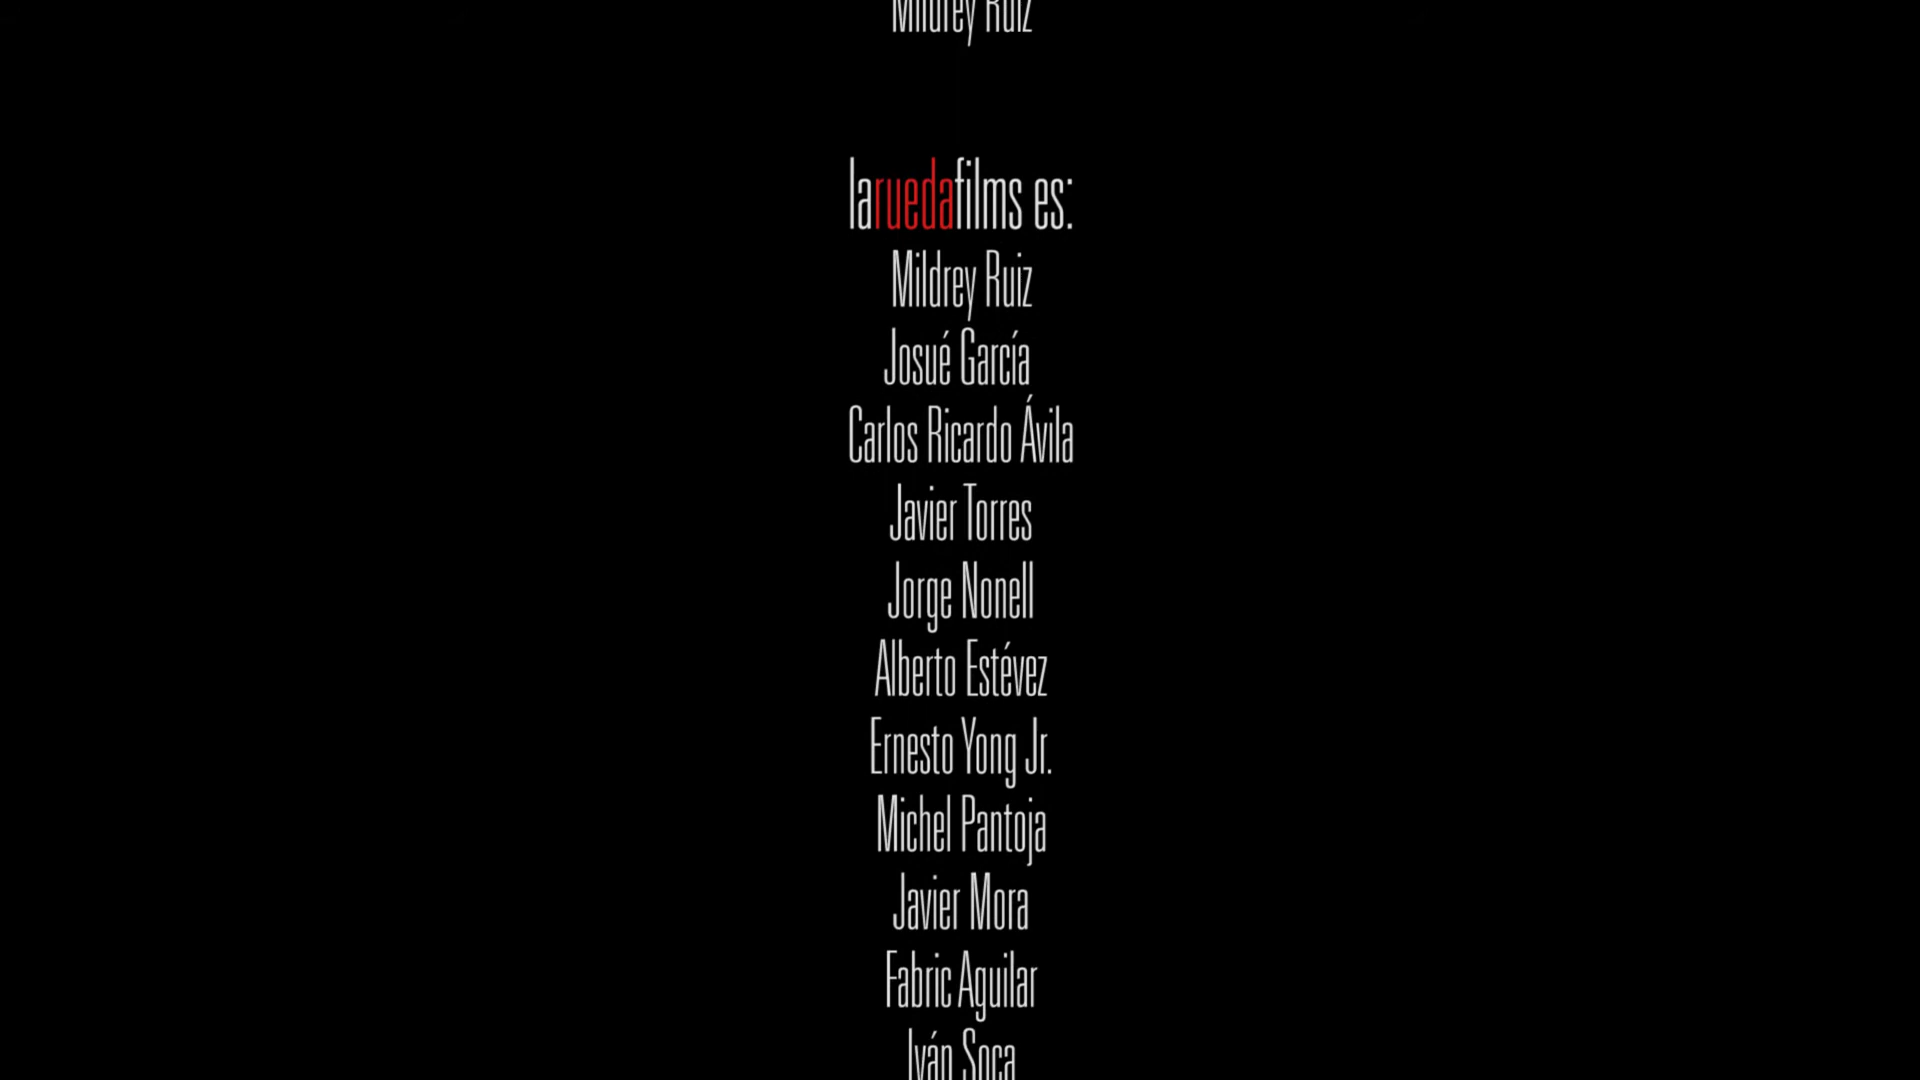 Mildrey Ruiz
laruedafilms es:
Mildrey Ruiz
Josué García
Carlos Ricardo Ávila
Javier Torres
Jorge Nonell
Alberto Estévez
Ernesto Yong Jr.
Michel Pantoja
Javier Mora
Fabric Aguilar
Iván Soca